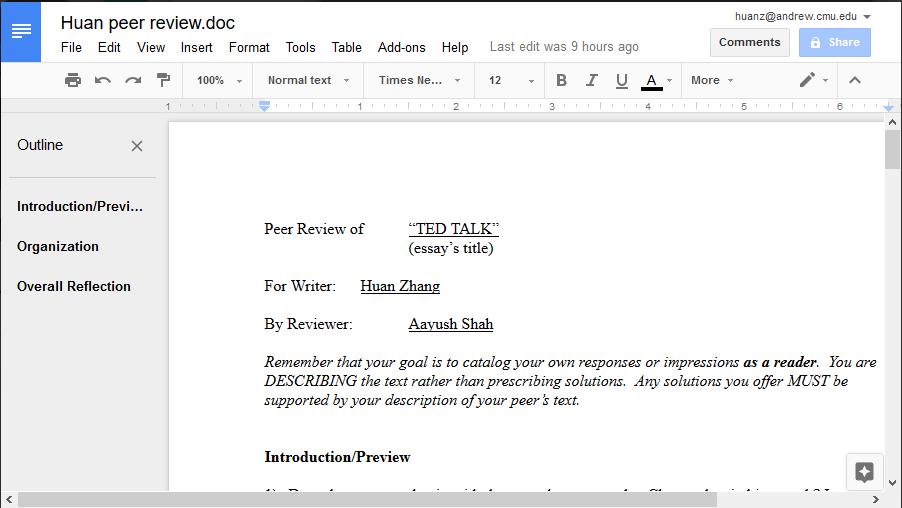 Huan peer review.doc
huanz@andrew.cmu.edu
File Edit View Insert Format Tools Table Add-ons Help Last edit was 9 hours ago
Comments Share
100% Normal text Times Ne... 12 B I U A More
1 1 2 3 4 5 6
Outline
Introduction/Previ...
Organization
Overall Reflection
Peer Review of “TED TALK”
(essay’s title)
For Writer: Huan Zhang
By Reviewer: Aayush Shah
Remember that your goal is to catalog your own responses or impressions as a reader. You are
DESCRIBING the text rather than prescribing solutions. Any solutions you offer MUST be
supported by your description of your peer’s text.
Introduction/Preview